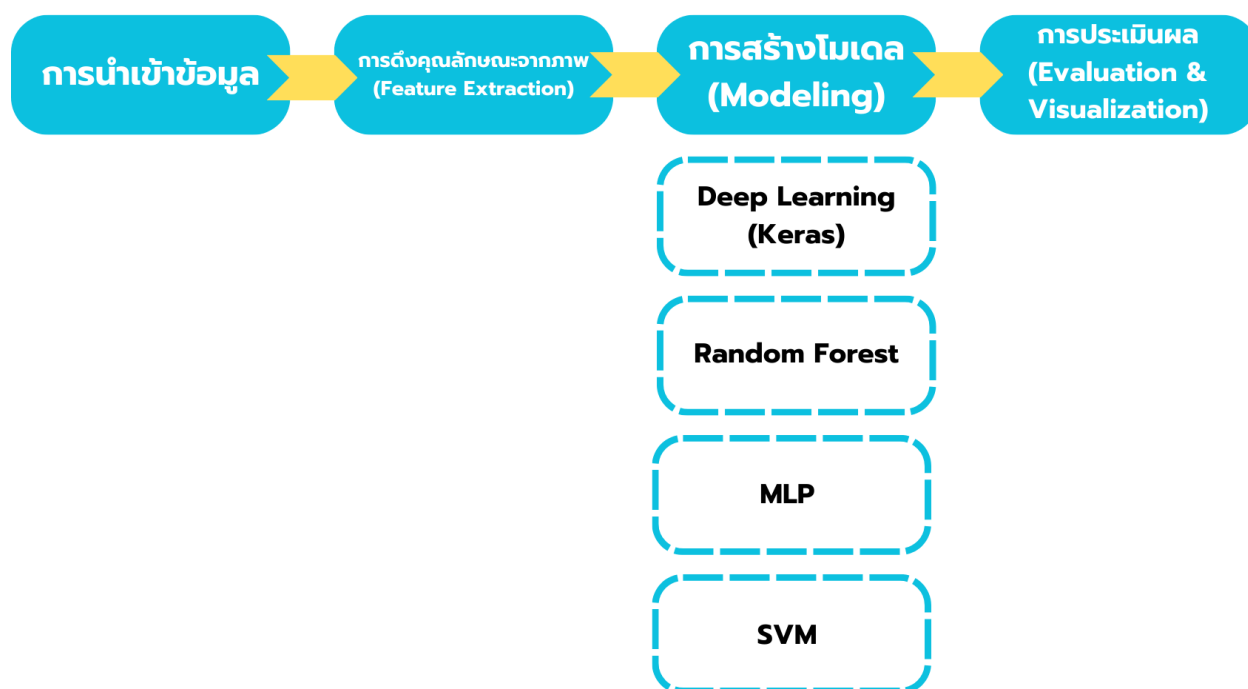 การนำเข้าข้อมูล
การดึงคุณลักษณะจากภาพ
(Feature Extraction)
การสร้างโมเดล
(Modeling)
การประเมินผล
(Evaluation &
Visualization)
Deep Learning
(Keras)
Random Forest
MLP
SVM